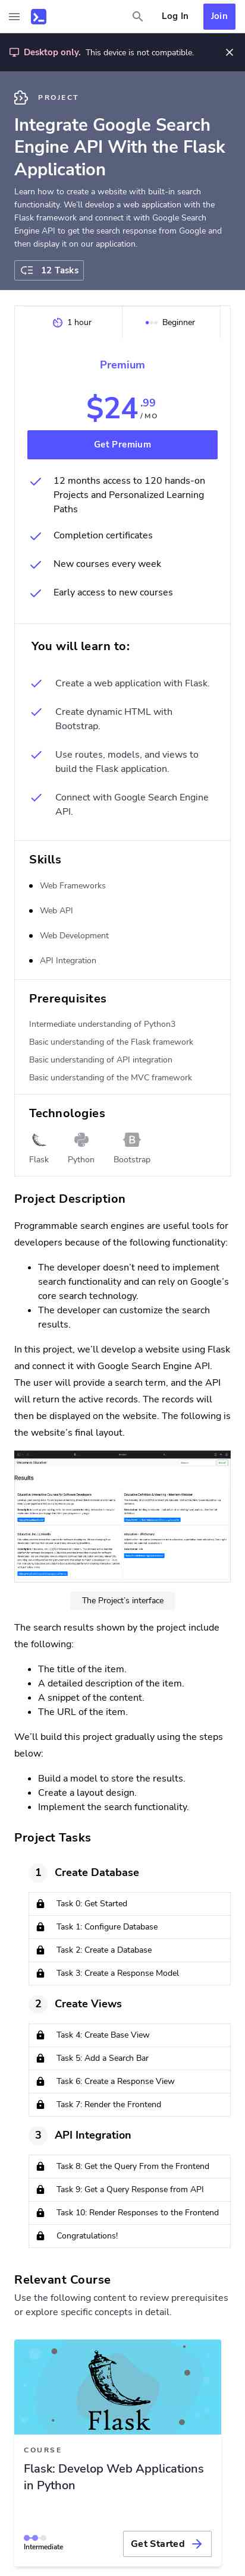 Log In
Join
Desktop only. This device is not compatible.
PROJECT
Integrate Google Search
Engine API With the Flask
Application
Learn how to create a website with built-in search
functionality. We’ll develop a web application with the
Flask framework and connect it with Google Search
Engine API to get the search response from Google and
then display it on our application.
12 Tasks
1 hour
Beginner
Premium
$24.99
/ MO
Get Premium
12 months access to 120 hands-on
Projects and Personalized Learning
Paths
Completion certificates
New courses every week
Early access to new courses
You will learn to:
Create a web application with Flask.
Create dynamic HTML with
Bootstrap.
Use routes, models, and views to
build the Flask application.
Connect with Google Search Engine
API.
Skills
Web Frameworks
Web API
Web Development
API Integration
Prerequisites
Intermediate understanding of Python3
Basic understanding of the Flask framework
Basic understanding of API integration
Basic understanding of the MVC framework
Technologies
B
Flask
Python
Bootstrap
Project Description
Programmable search engines are useful tools for
developers because of the following functionality:
The developer doesn’t need to implement
search functionality and can rely on Google’s
core search technology.
The developer can customize the search
results.
In this project, we’ll develop a website using Flask
and connect it with Google Search Engine API.
The user will provide a search term, and the API
will return the active records. The records will
then be displayed on the website. The following is
the website’s final layout.
Results
The Project’s interface
The search results shown by the project include
the following:
The title of the item.
A detailed description of the item.
A snippet of the content.
The URL of the item.
We’ll build this project gradually using the steps
below:
Build a model to store the results.
Create a layout design.
Implement the search functionality.
Project Tasks
1
Create Database
Task 0: Get Started
Task 1: Configure Database
Task 2: Create a Database
Task 3: Create a Response Model
2
Create Views
Task 4: Create Base View
Task 5: Add a Search Bar
Task 6: Create a Response View
Task 7: Render the Frontend
3
API Integration
Task 8: Get the Query From the Frontend
Task 9: Get a Query Response from API
Task 10: Render Responses to the Frontend
Congratulations!
Relevant Course
Use the following content to review prerequisites
or explore specific concepts in detail.
Flask
COURSE
Flask: Develop Web Applications
in Python
Intermediate
Get Started